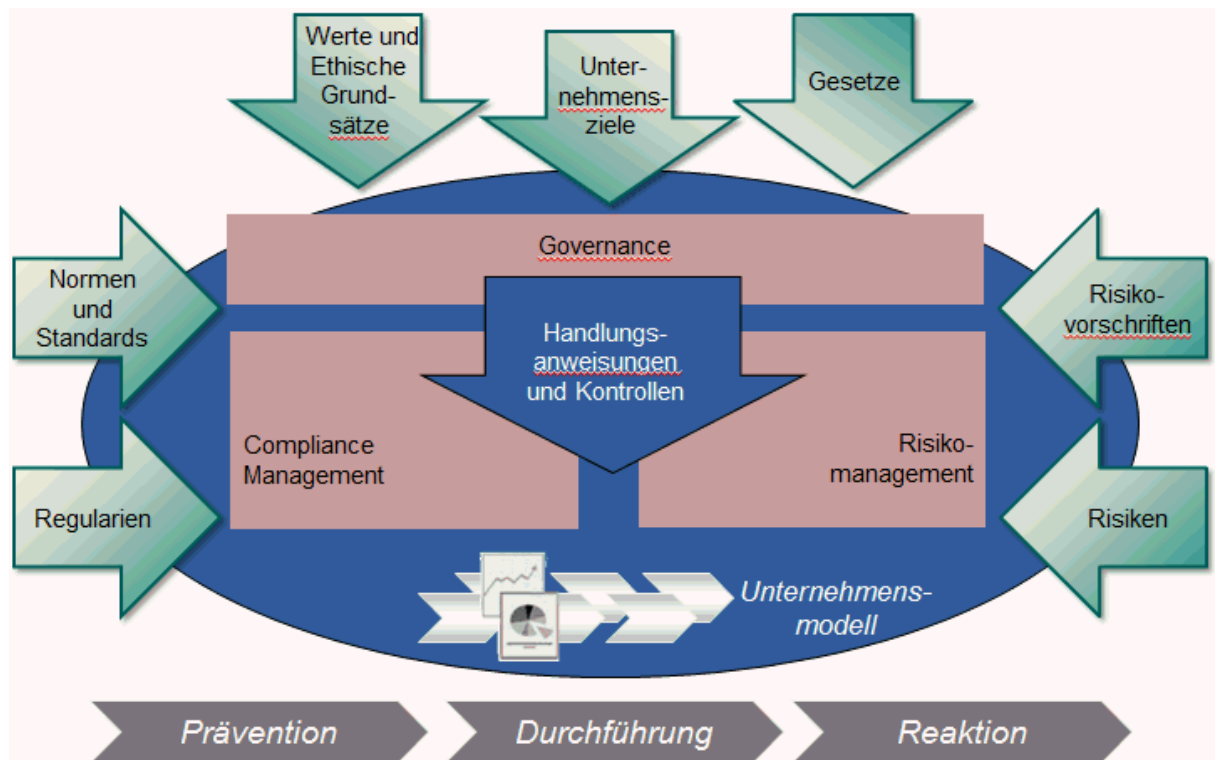 Werte und
Ethische
Grund-
sätze
Unter-
nehmens-
ziele
Gesetze
Governance
Normen
und
Standards
Handlungs-
anweisungen
und Kontrollen
Risiko-
vorschriften
Compliance
Management
Risiko-
management
Regularien
Risiken
Unternehmens-
modell
Prävention
Durchführung
Reaktion